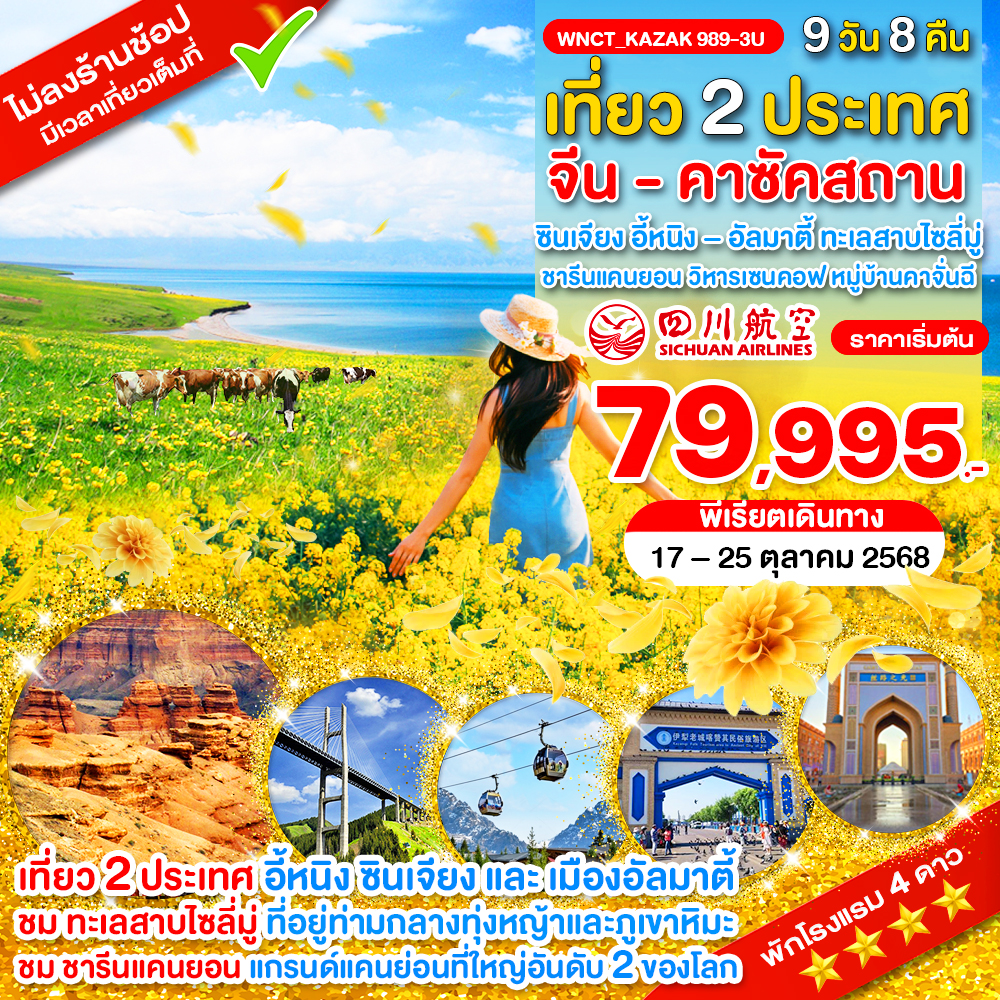 ไม่ลงร้านช้อป
มีเวลาเที่ยวเต็มที่
WNCT_KAZAK 989-3U
9 วัน 8 คืน
เที่ยว 2 ประเทศ
จีน - คาซัคสถาน
ซินเจียง อี้หนิง – อัลมาตี้ ทะเลสาบไซลี่มู่
ชารีนแคนยอน วิหารเซนคอฟ หมู่บ้านคาจั่นฉี
四川航空
SICHUAN AIRLINES
ราคาเริ่มต้น
79,995.-
พีเรียตเดินทาง
17 – 25 ตุลาคม 2568
伊犁老城喀赞其民俗旅游区
เที่ยว 2 ประเทศ อี้หนิง ซินเจียง และ เมืองอัลมาตี้
ชม ทะเลสาบไซลี่มู่ ที่อยู่ท่ามกลางทุ่งหญ้าและภูเขาหิมะ
ชม ชารีนแคนยอน แกรนด์แคนย่อนที่ใหญ่อันดับ 2 ของโลก
พักโรงแรม 4 ดาว